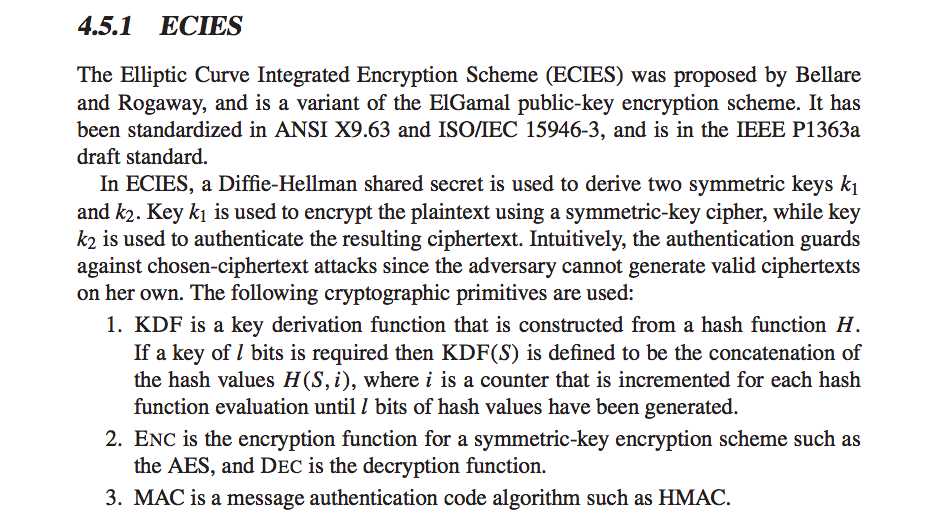 4.5.1 ECIES
The Elliptic Curve Integrated Encryption Scheme (ECIES) was proposed by Bellare
and Rogaway, and is a variant of the ElGamal public-key encryption scheme. It has
been standardized in ANSI X9.63 and ISO/IEC 15946-3, and is in the IEEE P1363a
draft standard.
In ECIES, a Diffie-Hellman shared secret is used to derive two symmetric keys k1
and k2. Key k1 is used to encrypt the plaintext using a symmetric-key cipher, while key
k2 is used to authenticate the resulting ciphertext. Intuitively, the authentication guards
against chosen-ciphertext attacks since the adversary cannot generate valid ciphertexts
on her own. The following cryptographic primitives are used:
1. KDF is a key derivation function that is constructed from a hash function H.
If a key of l bits is required then KDF(S) is defined to be the concatenation of
the hash values H(S, i), where i is a counter that is incremented for each hash
function evaluation until l bits of hash values have been generated.
2. ENC is the encryption function for a symmetric-key encryption scheme such as
the AES, and DEC is the decryption function.
3. MAC is a message authentication code algorithm such as HMAC.